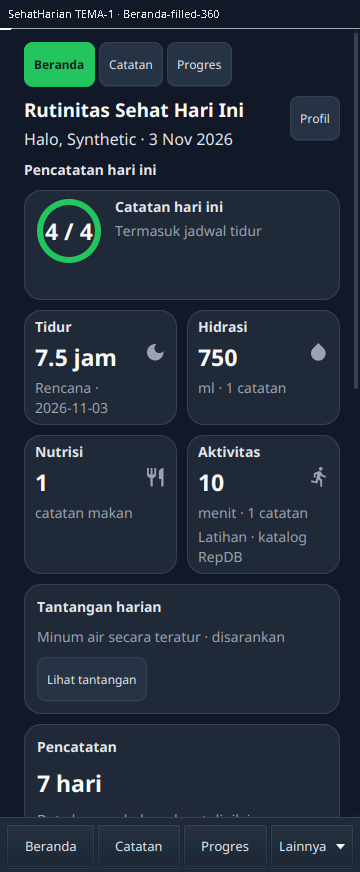 SehatHarian TEMA-1 · Beranda-filled-360
Beranda
Catatan
Progres
Rutinitas Sehat Hari Ini
Halo, Synthetic · 3 Nov 2026
Profil
Pencatatan hari ini
4 / 4
Catatan hari ini
Termasuk jadwal tidur
Tidur
7.5 jam
Rencana ·
2026-11-03
Hidrasi
750
ml · 1 catatan
Nutrisi
1
catatan makan
Aktivitas
10
menit · 1 catatan
Latihan · katalog
RepDB
Tantangan harian
Minum air secara teratur · disarankan
Lihat tantangan
Pencatatan
7 hari
Beranda
Catatan
Progres
Lainnya